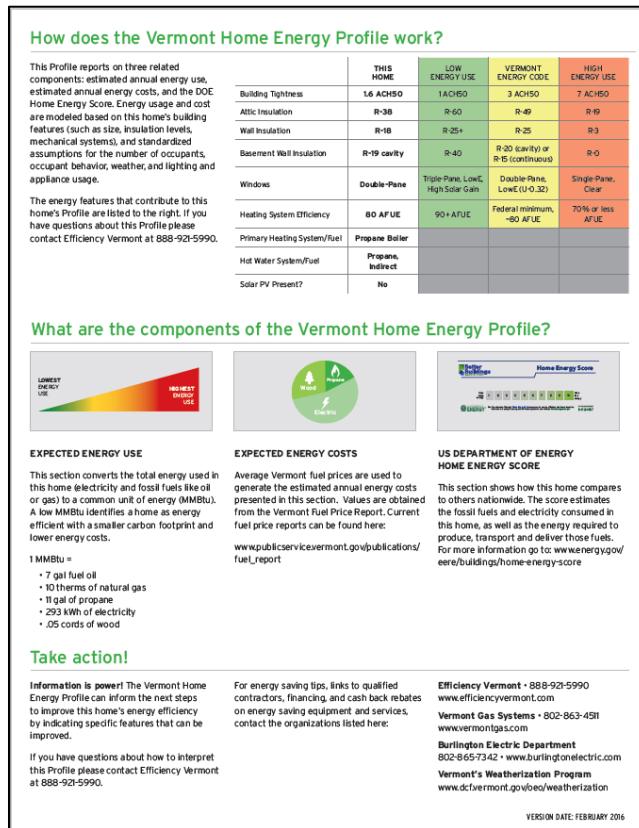 How does the Vermont Home Energy Profile work?
This Profile reports on three related
components: estimated annual energy use,
estimated annual energy costs, and the DOE
Home Energy Score. Energy usage and cost
are modeled based on this home's building
features (such as size, insulation levels,
mechanical systems), and standardized
assumptions for the number of occupants,
occupant behavior, weather, and lighting and
appliance usage.
The energy features that contribute to this
home's Profile are listed to the right. If you
have questions about this Profile please
contact Efficiency Vermont at 888-921-5990.
THIS HOME LOW ENERGY USE VERMONT ENERGY CODE HIGH ENERGY USE
Building Tightness 1.6 ACH50 1 ACH50 3 ACH50 7 ACH50
Attic Insulation R-38 R-60 R-49 R-19
Wall Insulation R-18 R-25+ R-25 R-3
Basement Wall Insulation R-19 cavity R-40 R-20 (cavity) or R-15 (continuous) R-0
Windows Double-Pane Triple-Pane, LowE, High Solar Gain Double-Pane, LowE (U-0.32) Single-Pane, Clear
Heating System Efficiency 80 AFUE 90+ AFUE Federal minimum, ~80 AFUE 70% or less AFUE
Primary Heating System/Fuel Propane Boiler
Hot Water System/Fuel Propane, Indirect
Solar PV Present? No
What are the components of the Vermont Home Energy Profile?
LOWEST
ENERGY
USE
HIGHEST
ENERGY
USE
Wood
Propane
Electric
Better
Buildings
Home Energy Score
ENERGY
EXPECTED ENERGY USE
This section converts the total energy used in
this home (electricity and fossil fuels like oil
or gas) to a common unit of energy (MMBtu).
A low MMBtu identifies a home as energy
efficient with a smaller carbon footprint and
lower energy costs.
1 MMBtu =
• 7 gal fuel oil
• 10 therms of natural gas
• 11 gal of propane
• 293 kWh of electricity
• .05 cords of wood
EXPECTED ENERGY COSTS
Average Vermont fuel prices are used to
generate the estimated annual energy costs
presented in this section. Values are obtained
from the Vermont Fuel Price Report. Current
fuel price reports can be found here:
www.publicservice.vermont.gov/publications/
fuel_report
US DEPARTMENT OF ENERGY
HOME ENERGY SCORE
This section shows how this home compares
to others nationwide. The score estimates
the fossil fuels and electricity consumed in
this home, as well as the energy required to
produce, transport and deliver those fuels.
For more information go to: www.energy.gov/
eere/buildings/home-energy-score
Take action!
Information is power! The Vermont Home
Energy Profile can inform the next steps
to improve this home's energy efficiency
by indicating specific features that can be
improved.
If you have questions about how to interpret
this Profile please contact Efficiency Vermont
at 888-921-5990.
For energy saving tips, links to qualified
contractors, financing, and cash back rebates
on energy saving equipment and services,
contact the organizations listed here:
Efficiency Vermont • 888-921-5990
www.efficiencyvermont.com
Vermont Gas Systems • 802-863-4511
www.vermontgas.com
Burlington Electric Department
802-865-7342 • www.burlingtonelectric.com
Vermont's Weatherization Program
www.dcf.vermont.gov/oeo/weatherization
VERSION DATE: FEBRUARY 2016